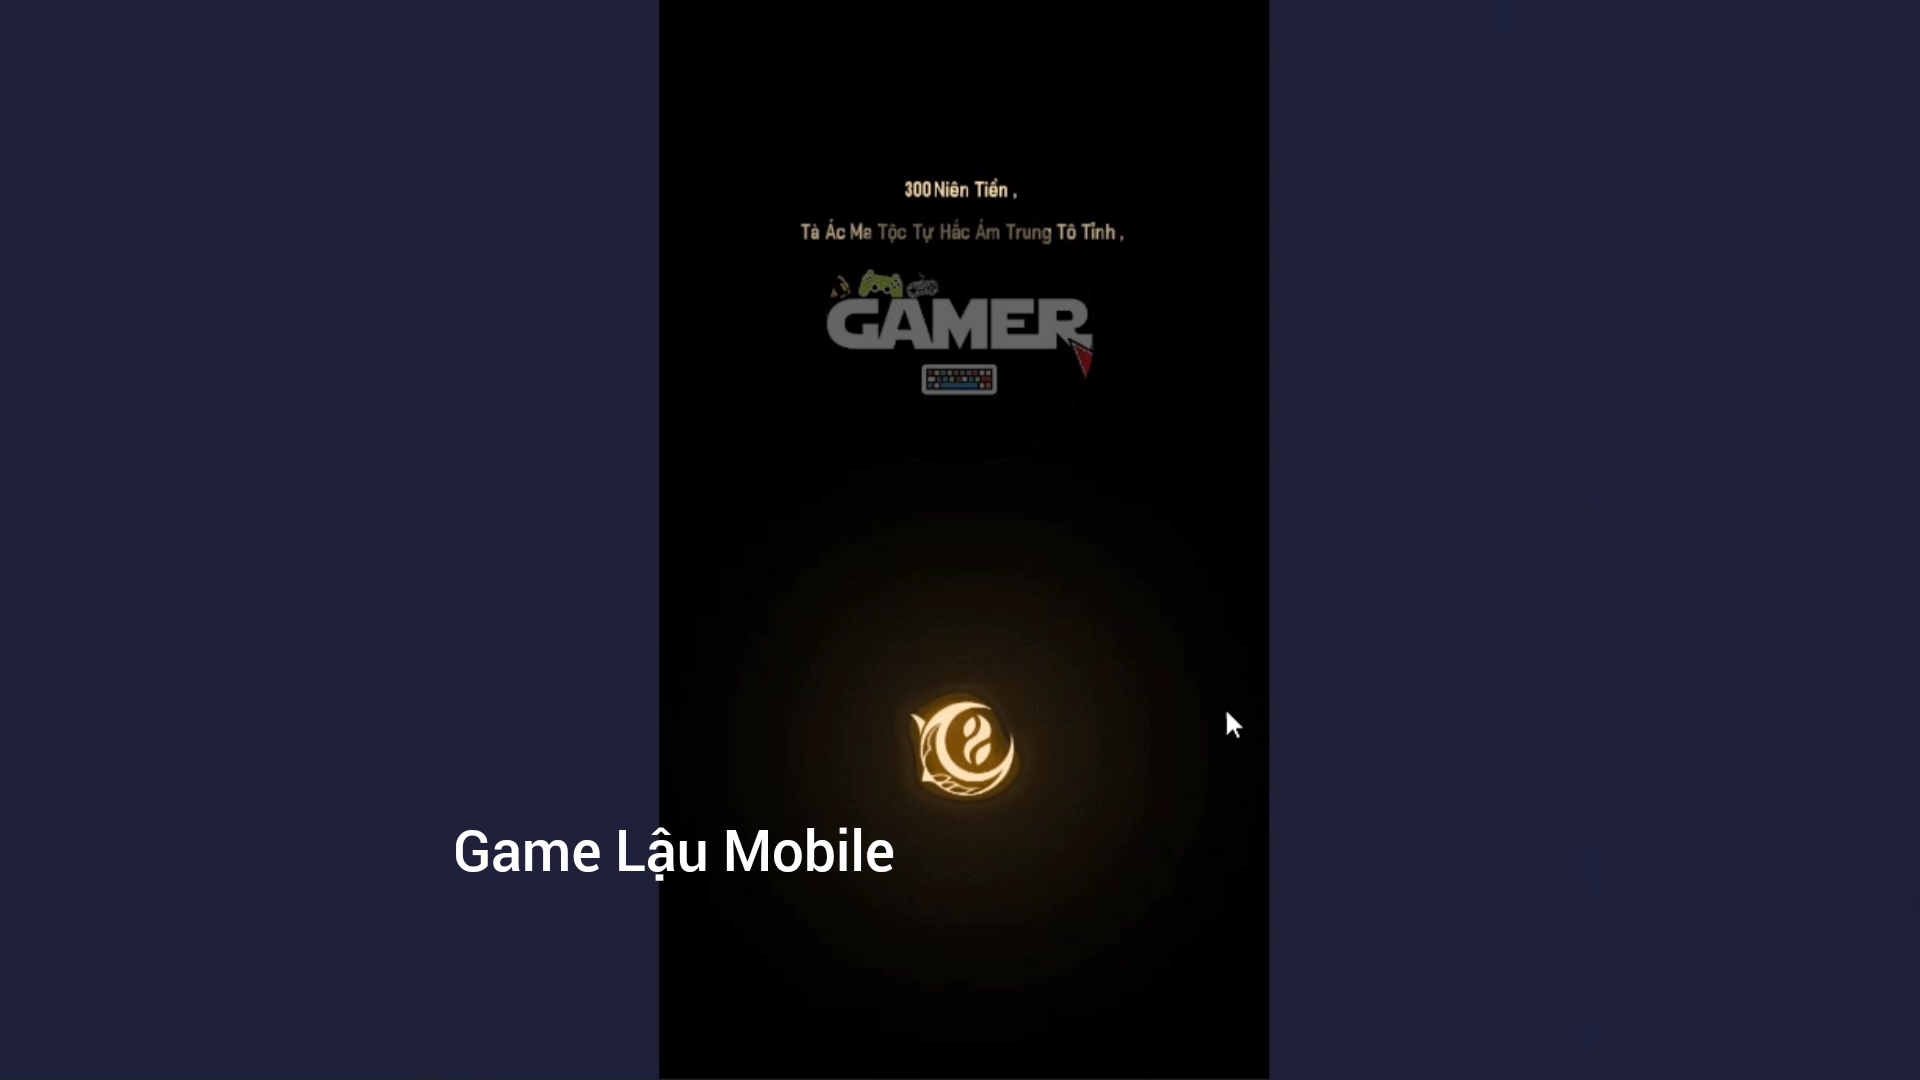 300 Niên Tiền ,
Tà Ác Ma Tộc Tự Hắc Ám Trung Tô Tỉnh ,
GAMER
Game Lậu Mobile